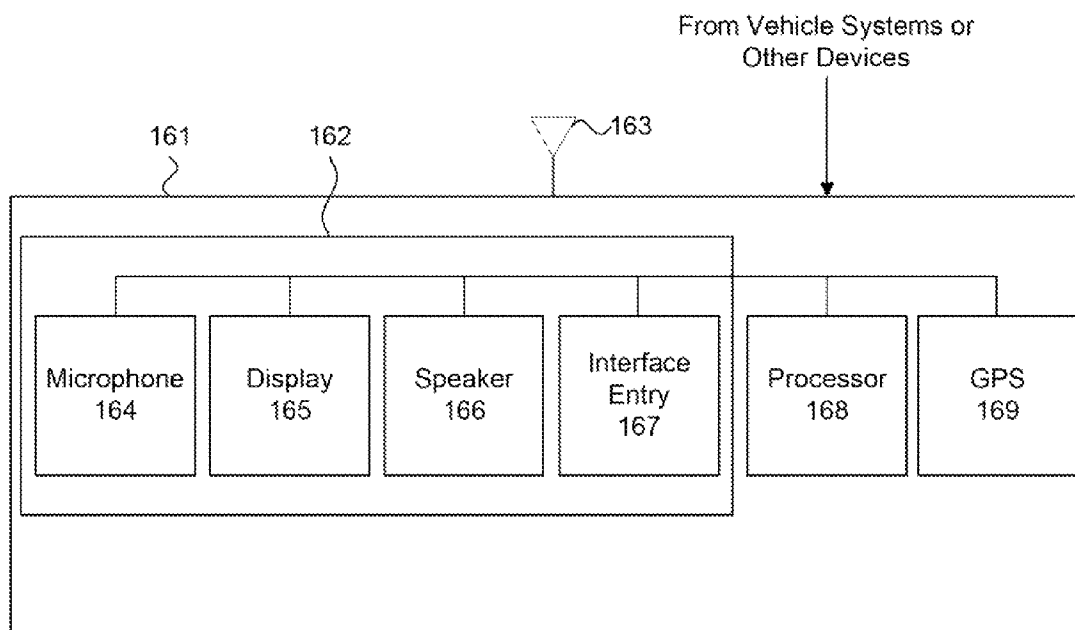 From Vehicle Systems or
Other Devices
161
162
163
Microphone
164
Display
165
Speaker
166
Interface
Entry
167
Processor
168
GPS
169